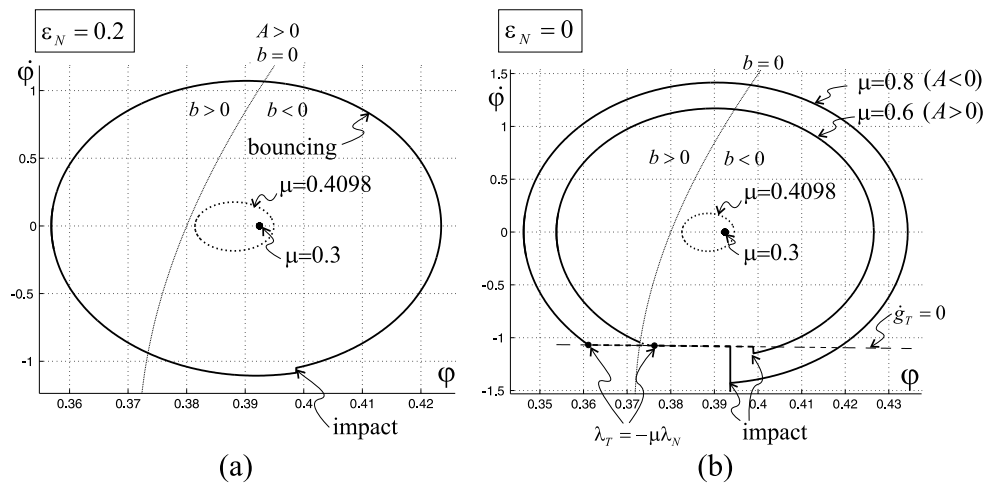 ε_N = 0.2
A>0
b=0
φ̇
b>0
b<0
bouncing
μ=0.4098
μ=0.3
1
0.5
0
-0.5
-1
φ
0.36
0.37
0.38
0.39
0.40
0.41
0.42
impact
(a)
ε_N = 0
b=0
φ̇
μ=0.8 (A<0)
μ=0.6 (A>0)
b>0
b<0
μ=0.4098
μ=0.3
ġ_T = 0
1.5
1
0.5
0
-0.5
-1
-1.5
φ
0.35
0.36
0.37
0.38
0.39
0.4
0.41
0.42
0.43
λ_T = -μλ_N
impact
(b)